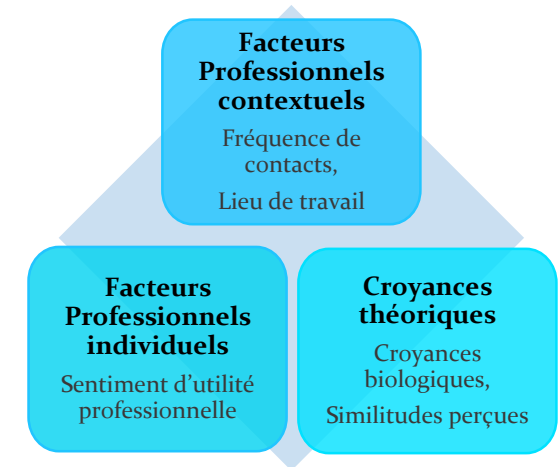 Facteurs
Professionnels
contextuels
Fréquence de
contacts,
Lieu de travail
Facteurs
Professionnels
individuels
Sentiment d'utilité
professionnelle
Croyances
théoriques
Croyances
biologiques,
Similitudes perçues